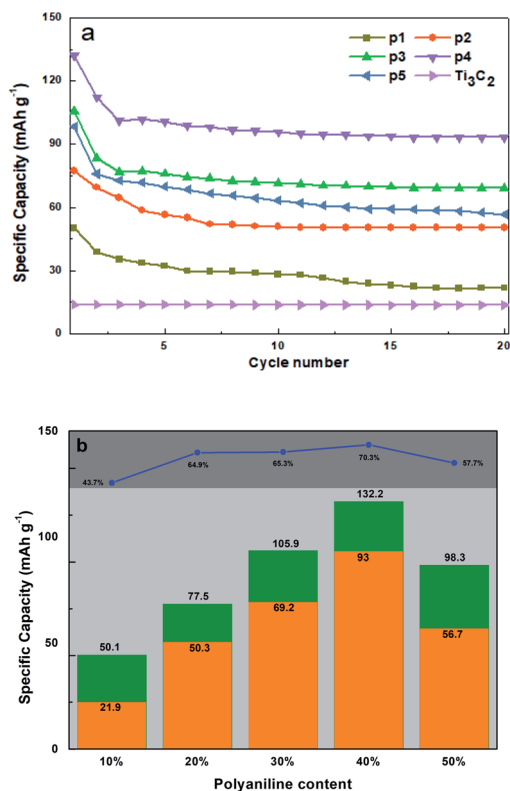 a
150
120
90
60
30
0
Specific Capacity (mAh g⁻¹)
p1 p2
p3 p4
p5 Ti₃C₂
5 10 15 20
Cycle number
b
150
100
50
0
Specific Capacity (mAh g⁻¹)
43.7% 64.9% 65.3% 70.3% 57.7%
50.1 77.5 105.9 132.2 98.3
21.9 50.3 69.2 93 56.7
10% 20% 30% 40% 50%
Polyaniline content